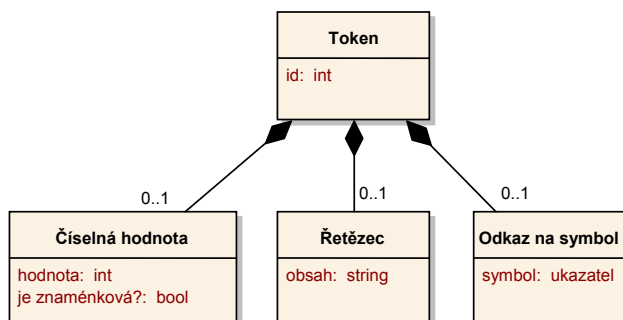 Token
id: int
0..1
0..1
0..1
Číselná hodnota
hodnota: int
je znaménková?: bool
Řetězec
obsah: string
Odkaz na symbol
symbol: ukazatel